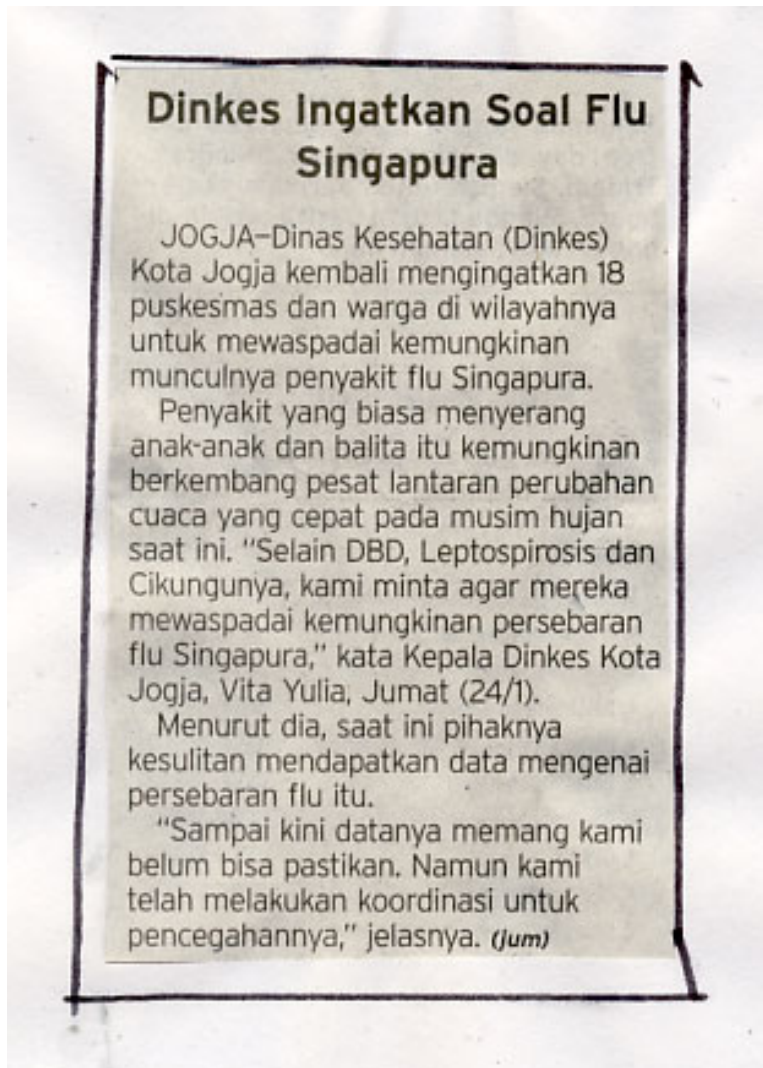 Dinkes Ingatkan Soal Flu
Singapura
JOGJA–Dinas Kesehatan (Dinkes)
Kota Jogja kembali mengingatkan 18
puskesmas dan warga di wilayahnya
untuk mewaspadai kemungkinan
munculnya penyakit flu Singapura.
Penyakit yang biasa menyerang
anak-anak dan balita itu kemungkinan
berkembang pesat lantaran perubahan
cuaca yang cepat pada musim hujan
saat ini. "Selain DBD, Leptospirosis dan
Cikungunya, kami minta agar mereka
mewaspadai kemungkinan persebaran
flu Singapura," kata Kepala Dinkes Kota
Jogja, Vita Yulia, Jumat (24/1).
Menurut dia, saat ini pihaknya
kesulitan mendapatkan data mengenai
persebaran flu itu.
"Sampai kini datanya memang kami
belum bisa pastikan. Namun kami
telah melakukan koordinasi untuk
pencegahannya," jelasnya. (jum)